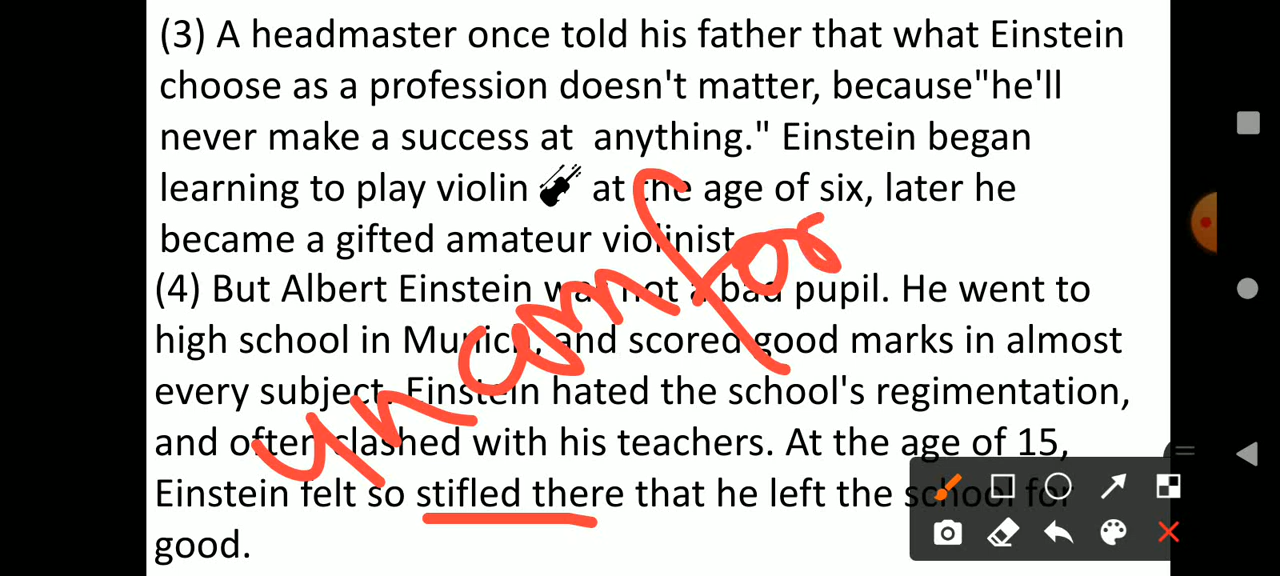 (3) A headmaster once told his father that what Einstein
choose as a profession doesn't matter, because"he'll
never make a success at anything." Einstein began
learning to play violin at the age of six, later he
became a gifted amateur violinist
(4) But Albert Einstein was not a bad pupil. He went to
high school in Munich, and scored good marks in almost
every subject. Einstein hated the school's regimentation,
and often clashed with his teachers. At the age of 15,
Einstein felt so stifled there that he left the school for
good.
uncomfor